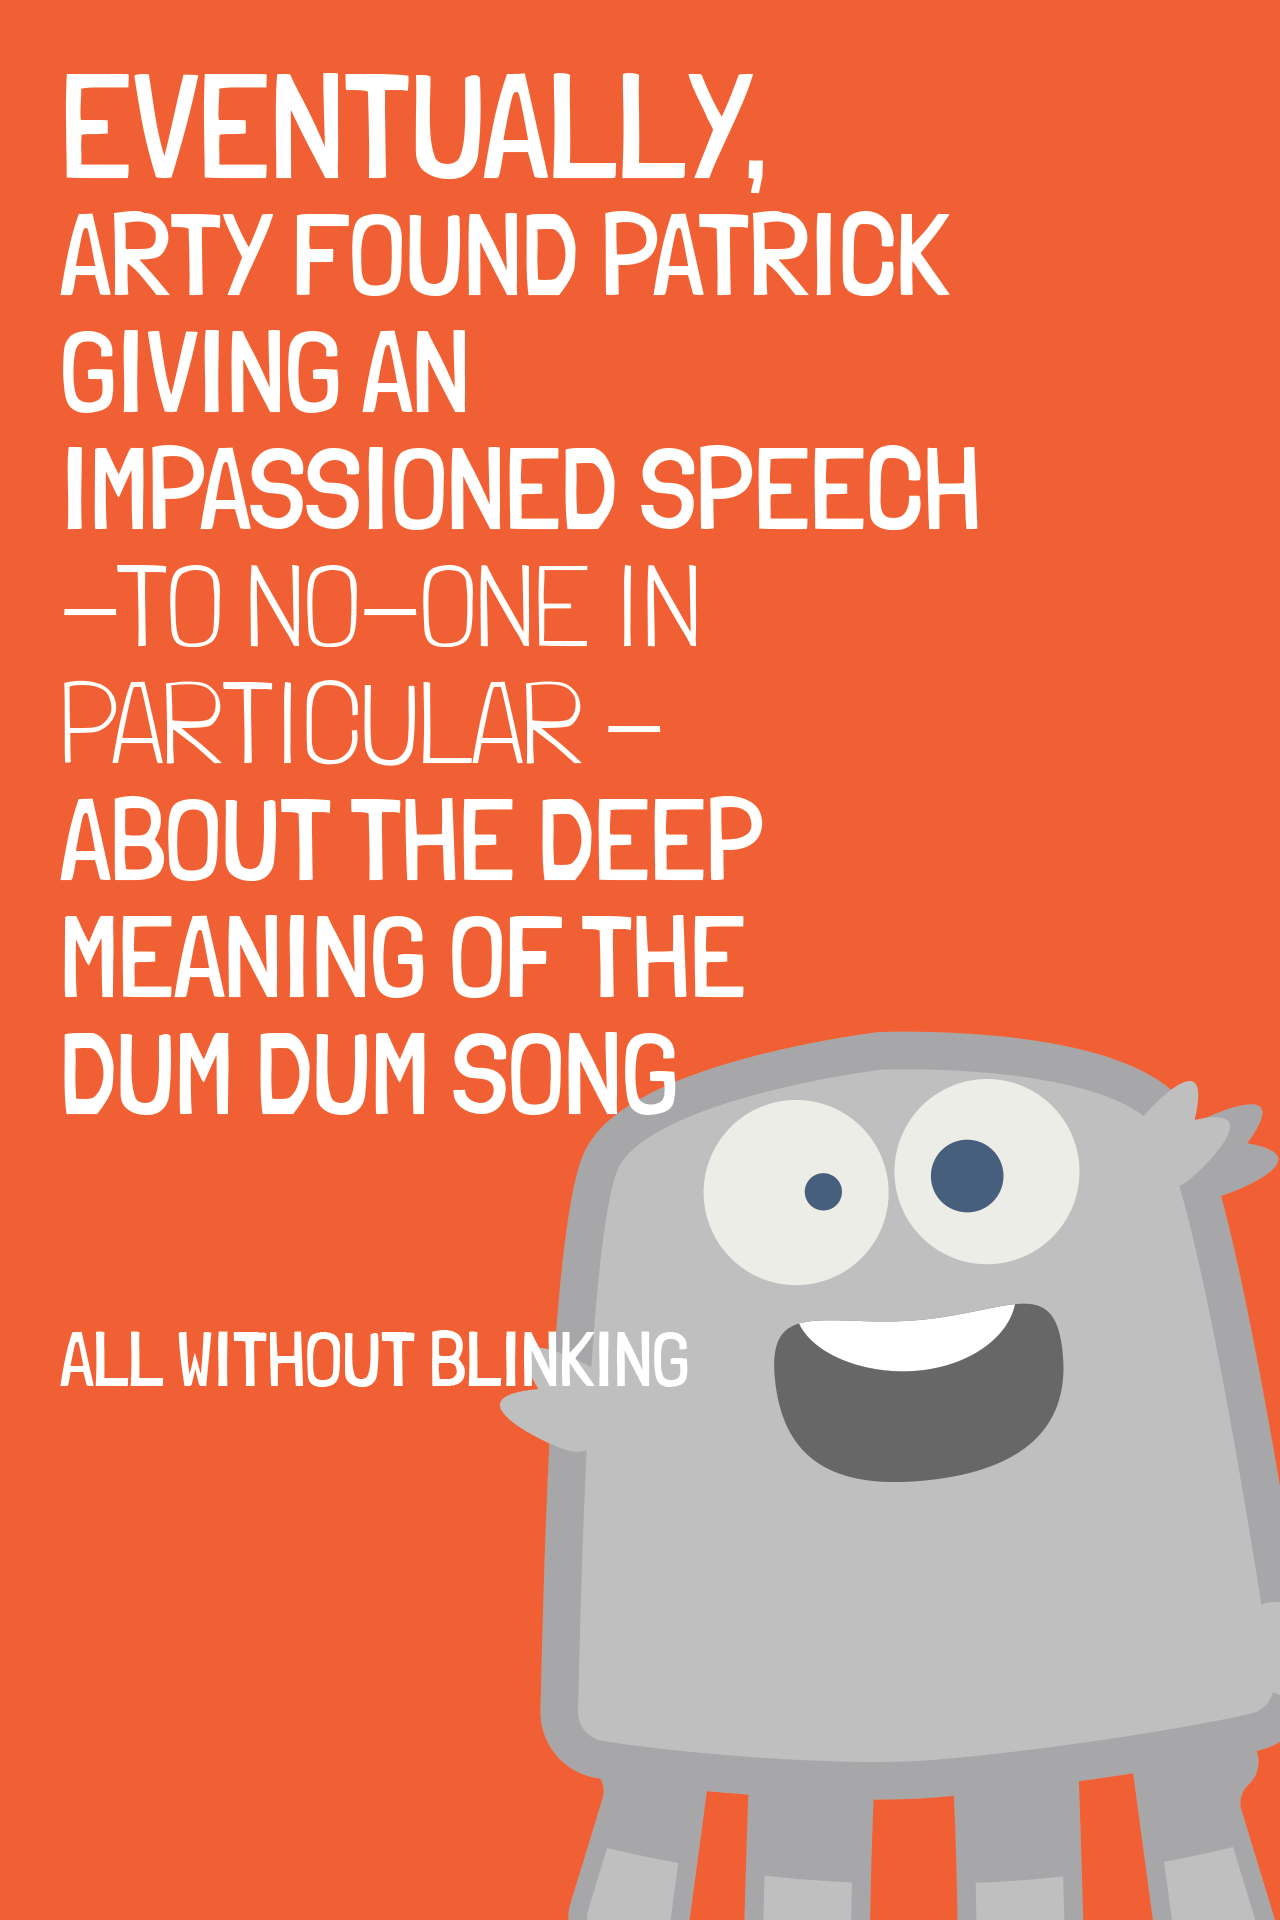 EVENTUALLY,
ARTY FOUND PATRICK
GIVING AN
IMPASSIONED SPEECH
–TO NO–ONE IN
PARTICULAR –
ABOUT THE DEEP
MEANING OF THE
DUM DUM SONG
ALL WITHOUT BLINKING